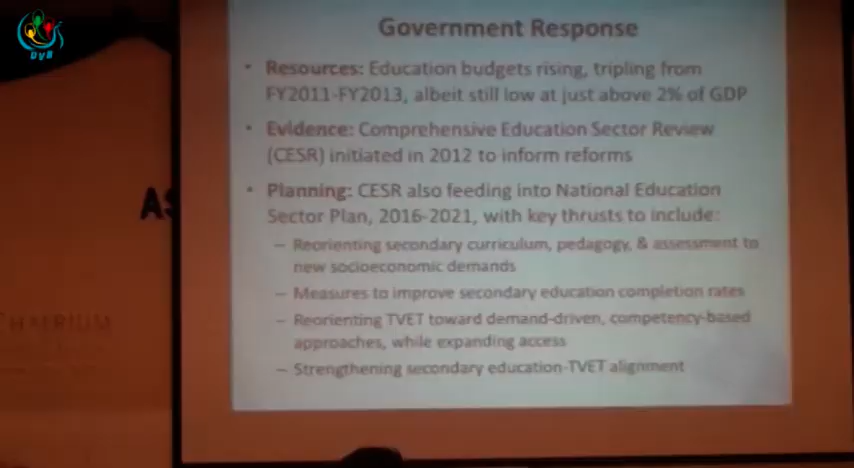 DVB
Government Response
• Resources: Education budgets rising, tripling from
FY2011-FY2013, albeit still low at just above 2% of GDP
• Evidence: Comprehensive Education Sector Review
(CESR) initiated in 2012 to inform reforms
• Planning: CESR also feeding into National Education
Sector Plan, 2016-2021, with key thrusts to include:
– Reorienting secondary curriculum, pedagogy, & assessment to
new socioeconomic demands
– Measures to improve secondary education completion rates
– Reorienting TVET toward demand-driven, competency-based
approaches, while expanding access
– Strengthening secondary education-TVET alignment
AS
HATRIUM